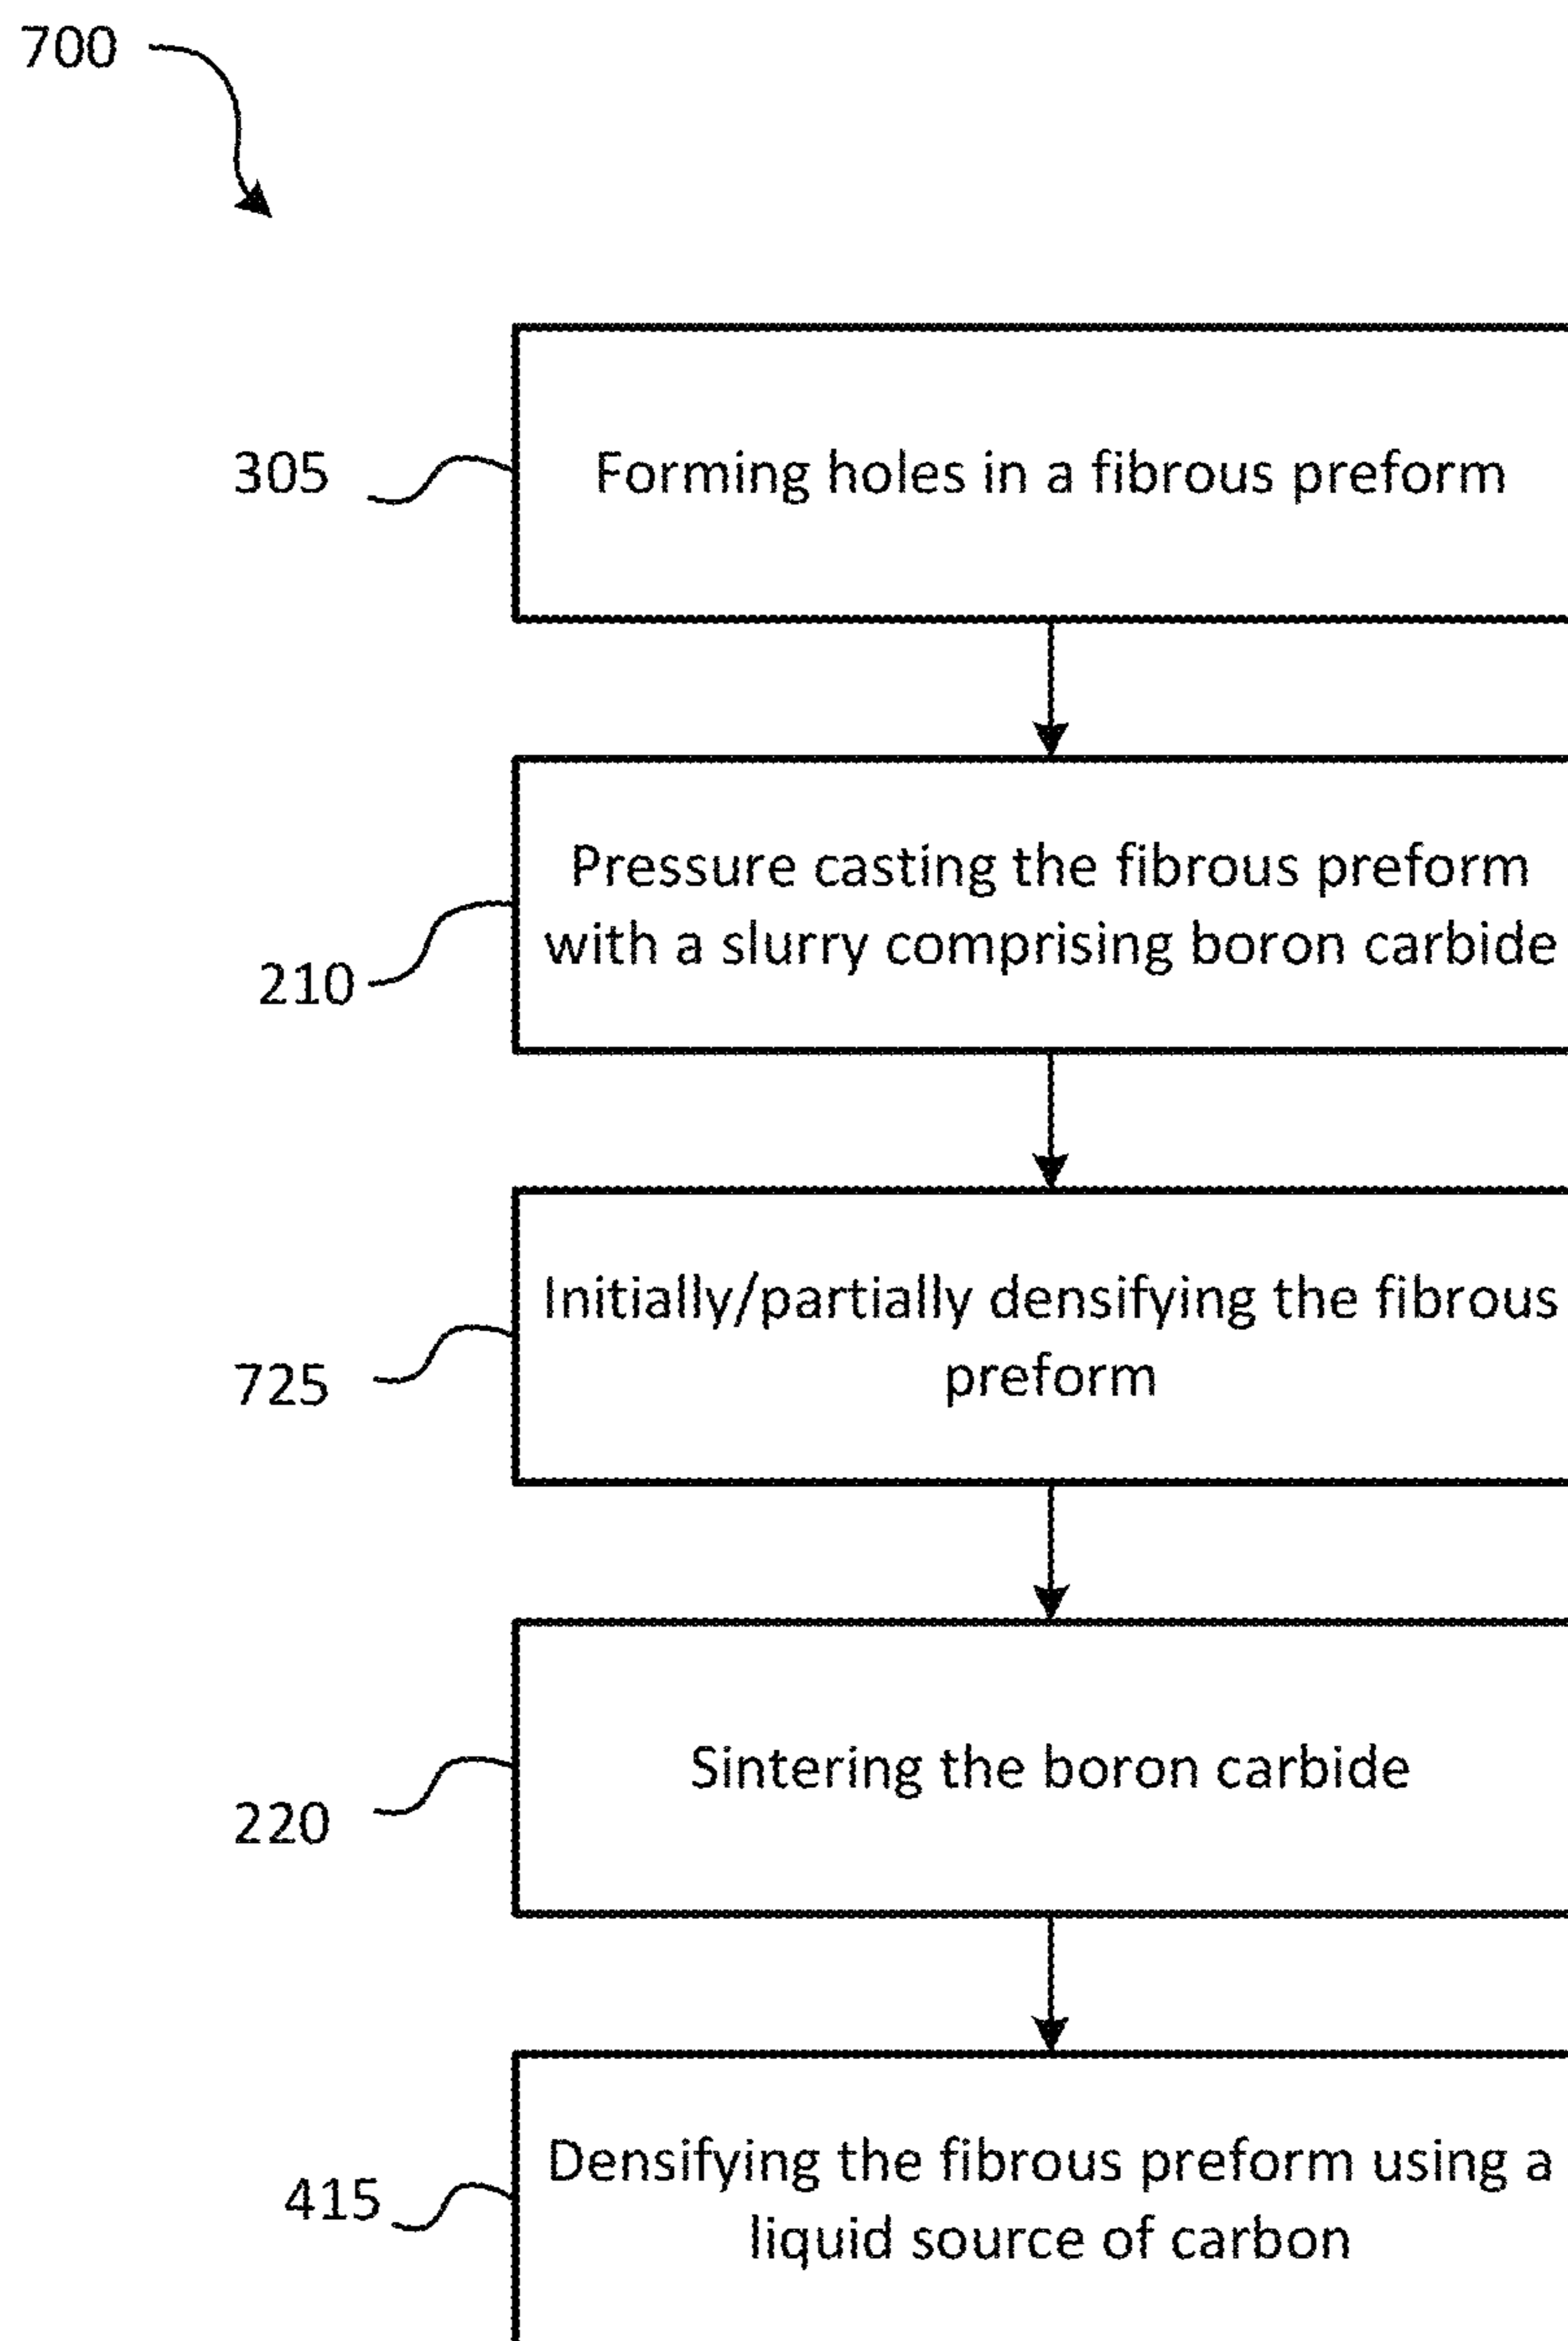 700
305
Forming holes in a fibrous preform
Pressure casting the fibrous preform
with a slurry comprising boron carbide
210
Initially/partially densifying the fibrous
preform
725
Sintering the boron carbide
220
Densifying the fibrous preform using a
liquid source of carbon
415